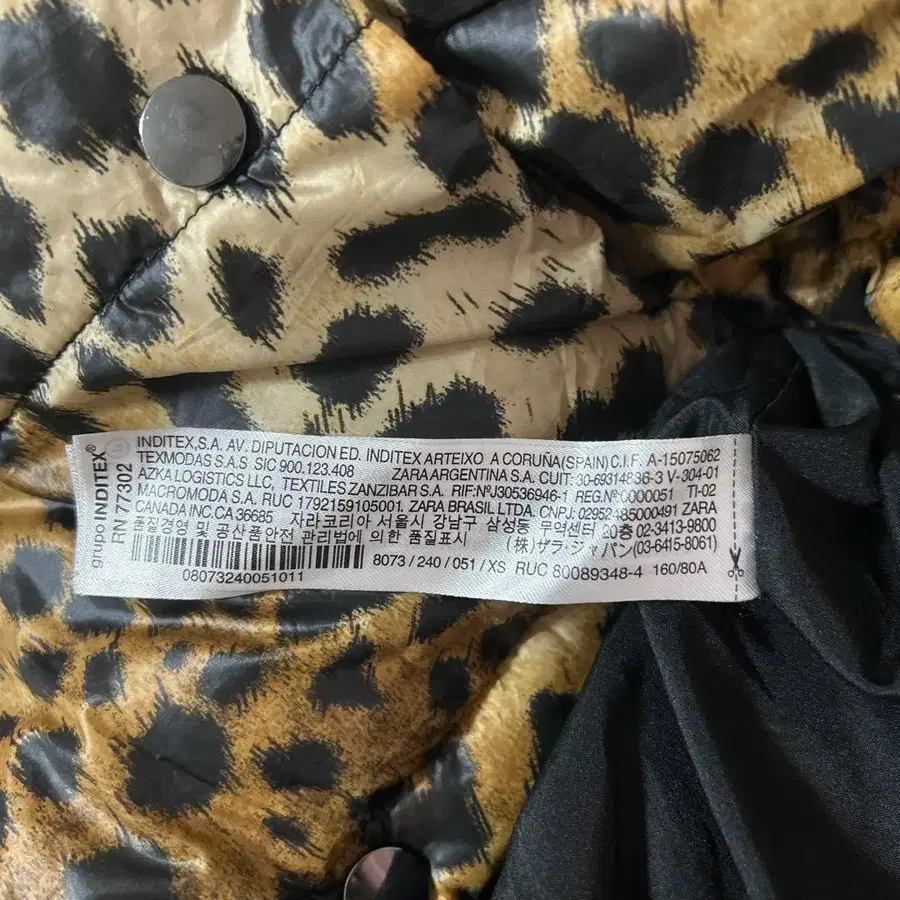 grupo INDITEX®
RN 77302
INDITEX,S.A. AV. DIPUTACION ED. INDITEX ARTEIXO A CORUÑA(SPAIN) C.I.F. A-15075062
TEXMODAS S.A.S SIC 900.123.408 ZARA ARGENTINA S.A. CUIT: 30-69314836-3 V-304-01
AZKA LOGISTICS LLC, TEXTILES ZANZIBAR S.A. RIF:NºJ30536946-1 REG.Nº0000051 TI-02
MACROMODA S.A. RUC 1792159105001. ZARA BRASIL LTDA. CNPJ: 02952485000491 ZARA
CANADA INC.CA 36685 자라코리아 서울시 강남구 삼성동 무역센터 20층 02-3413-9800
품질경영 및 공산품안전 관리법에 의한 품질표시 (株)ザラ・ジャパン(03-6415-8061)
8073 / 240 / 051 / XS RUC 80089348-4 160/80A
08073240051011